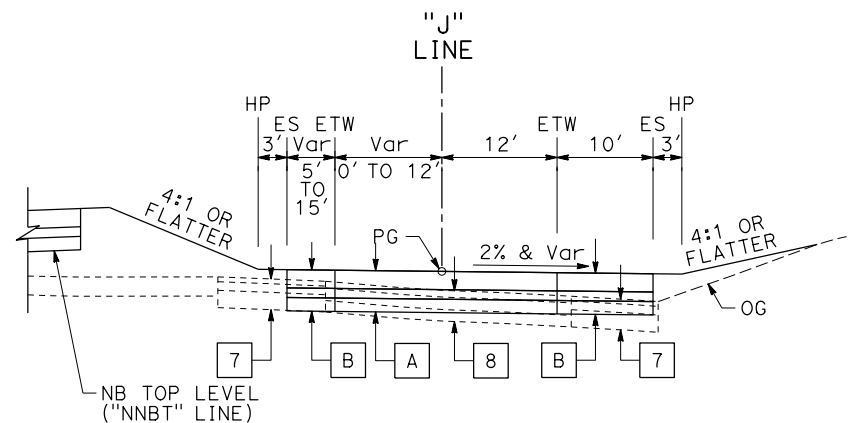 "J"
LINE
HP
HP
ES ETW
ETW
ES
3' Var Var 12' 10' 3'
5' 0' TO 12'
TO
15'
4:1 OR
FLATTER
PG
2% & Var
4:1 OR
FLATTER
OG
7 B A 8 B 7
NB TOP LEVEL
("NNBT" LINE)